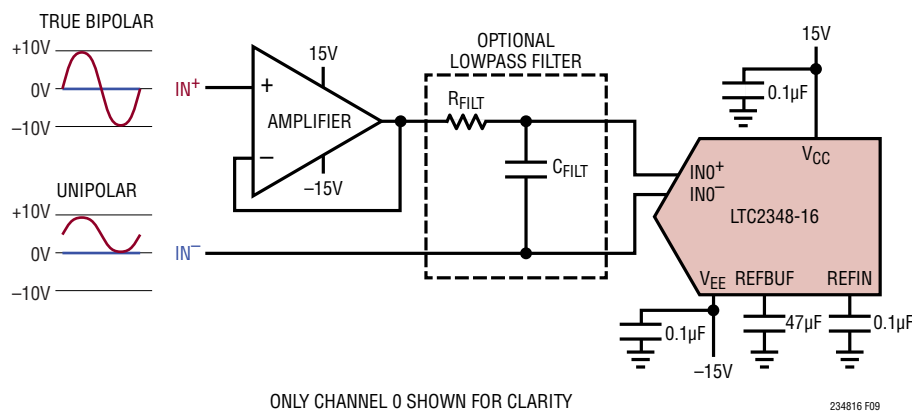 TRUE BIPOLAR
+10V
0V
–10V
IN+
15V
AMPLIFIER
+
–
–15V
OPTIONAL
LOWPASS FILTER
RFILT
CFILT
15V
0.1µF
VCC
IN0+
IN0–
LTC2348-16
VEE REFBUF REFIN
0.1µF
47µF
0.1µF
–15V
UNIPOLAR
+10V
0V
–10V
IN–
ONLY CHANNEL 0 SHOWN FOR CLARITY
234816 F09